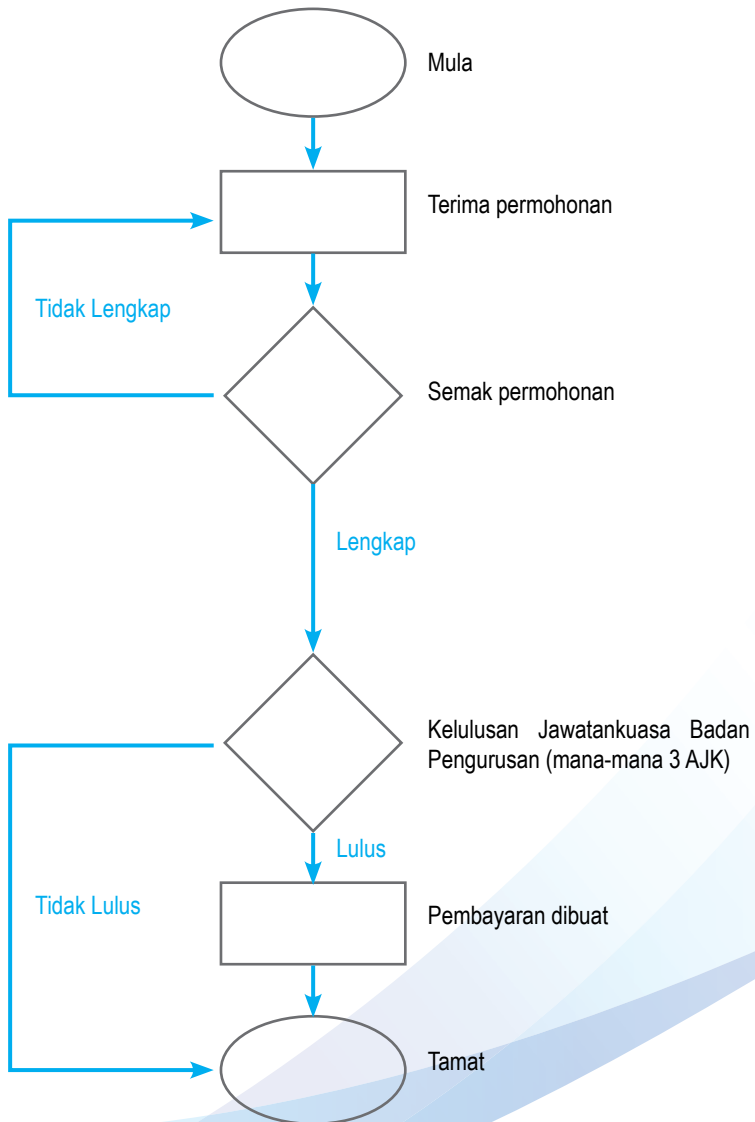 Mula
Terima permohonan
Tidak Lengkap
Semak permohonan
Lengkap
Kelulusan Jawatankuasa Badan
Pengurusan (mana-mana 3 AJK)
Lulus
Tidak Lulus
Pembayaran dibuat
Tamat